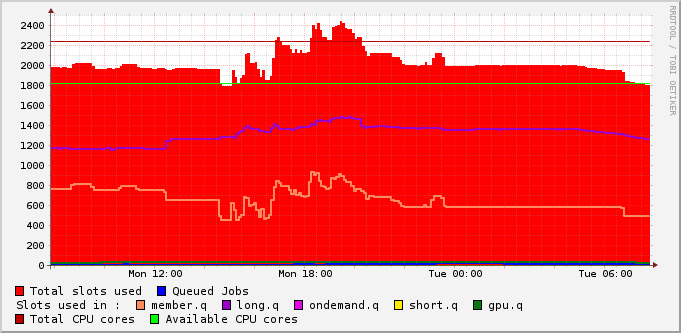 2400
2200
2000
1800
1600
1400
1200
1000
800
600
400
200
0
Mon 12:00 Mon 18:00 Tue 00:00 Tue 06:00
RRDTOOL / TOBI OETIKER
Total slots used Queued Jobs
Slots used in : member.q long.q ondemand.q short.q gpu.q
Total CPU cores Available CPU cores